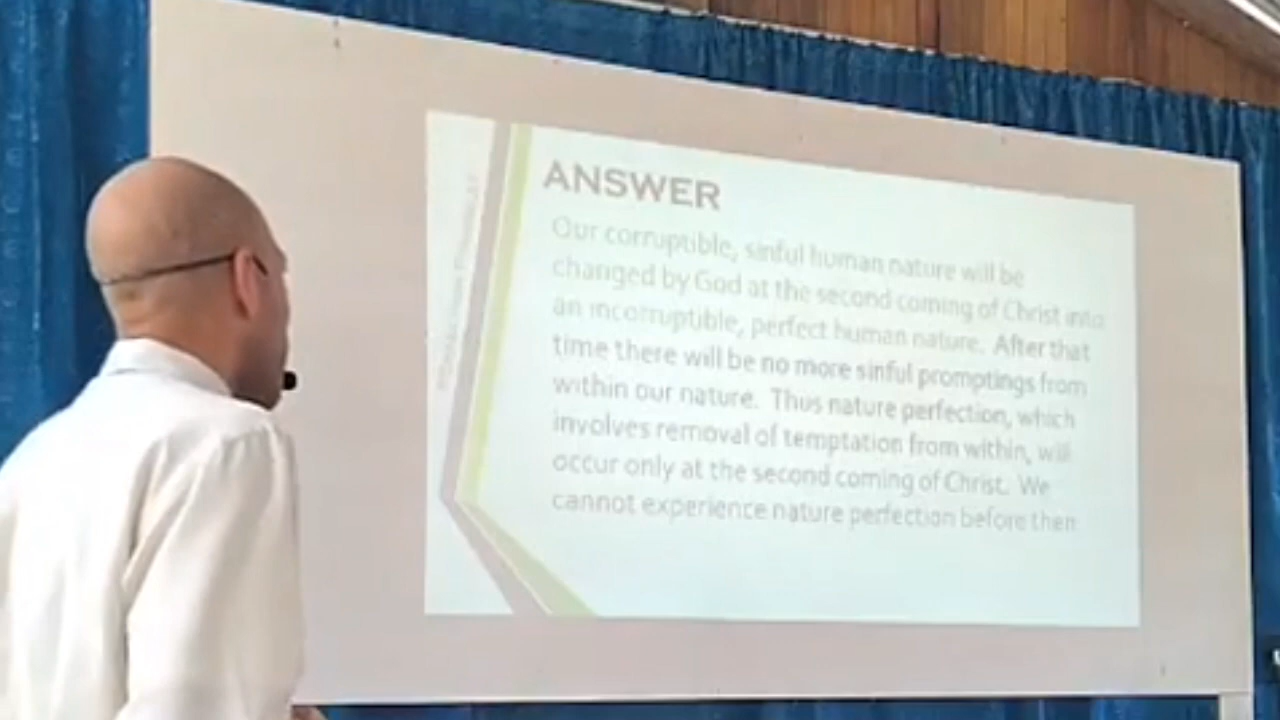 ANSWER
Our corruptible, sinful human nature will be
changed by God at the second coming of Christ into
an incorruptible, perfect human nature. After that
time there will be no more sinful promptings from
within our nature. Thus nature perfection, which
involves removal of temptation from within, will
occur only at the second coming of Christ. We
cannot experience nature perfection before then